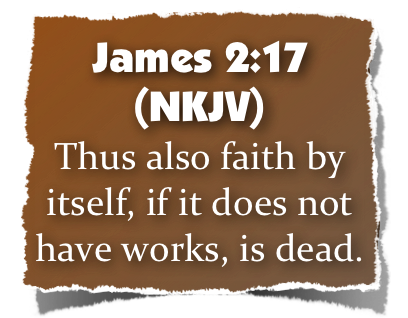 James 2:17
(NKJV)
Thus also faith by
itself, if it does not
have works, is dead.